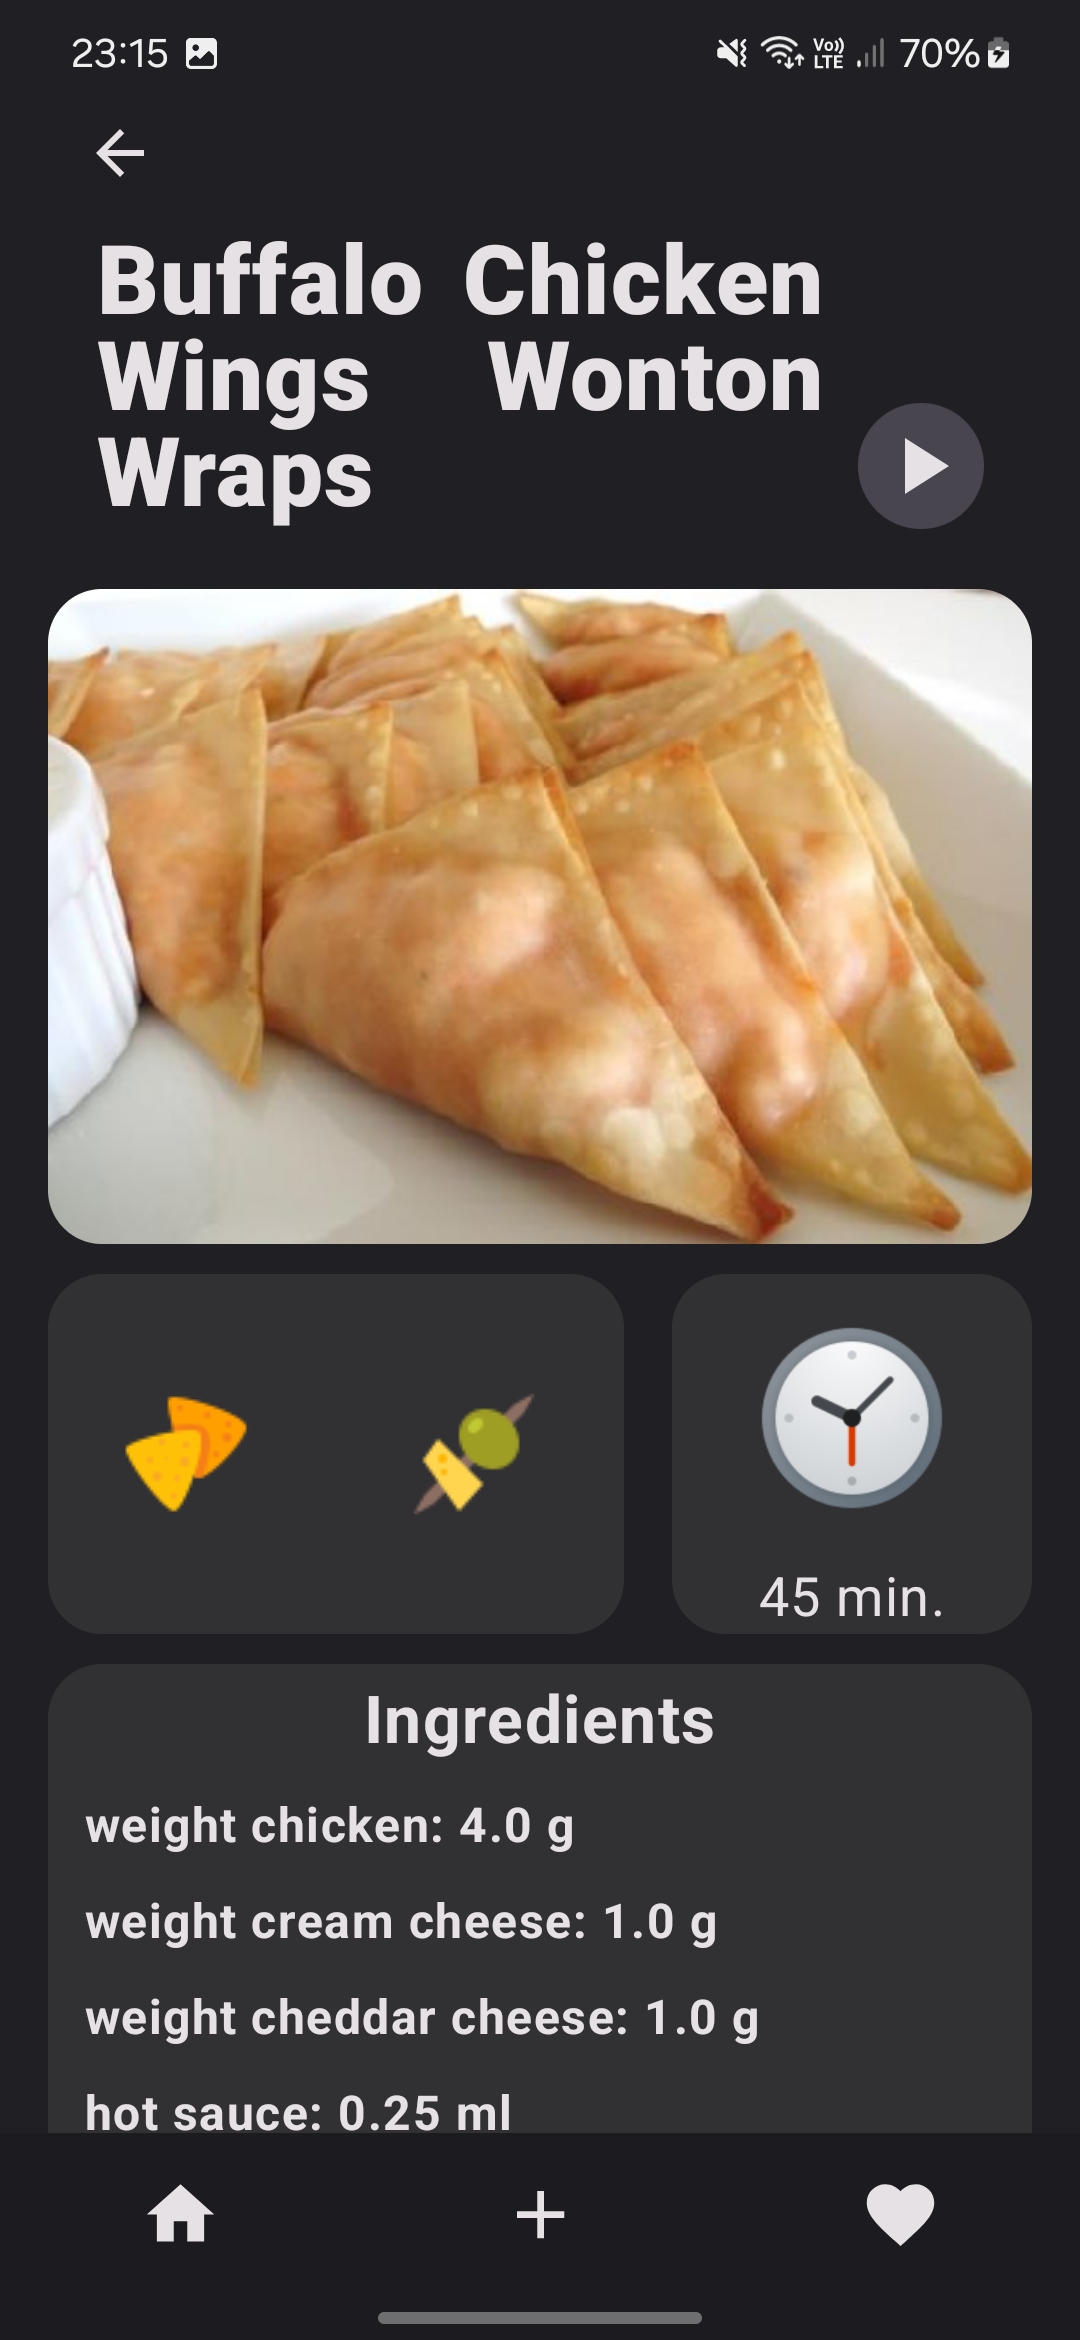 23:15
Vo)) LTE
70%
Buffalo Chicken
Wings Wonton
Wraps
45 min.
Ingredients
weight chicken: 4.0 g
weight cream cheese: 1.0 g
weight cheddar cheese: 1.0 g
hot sauce: 0.25 ml